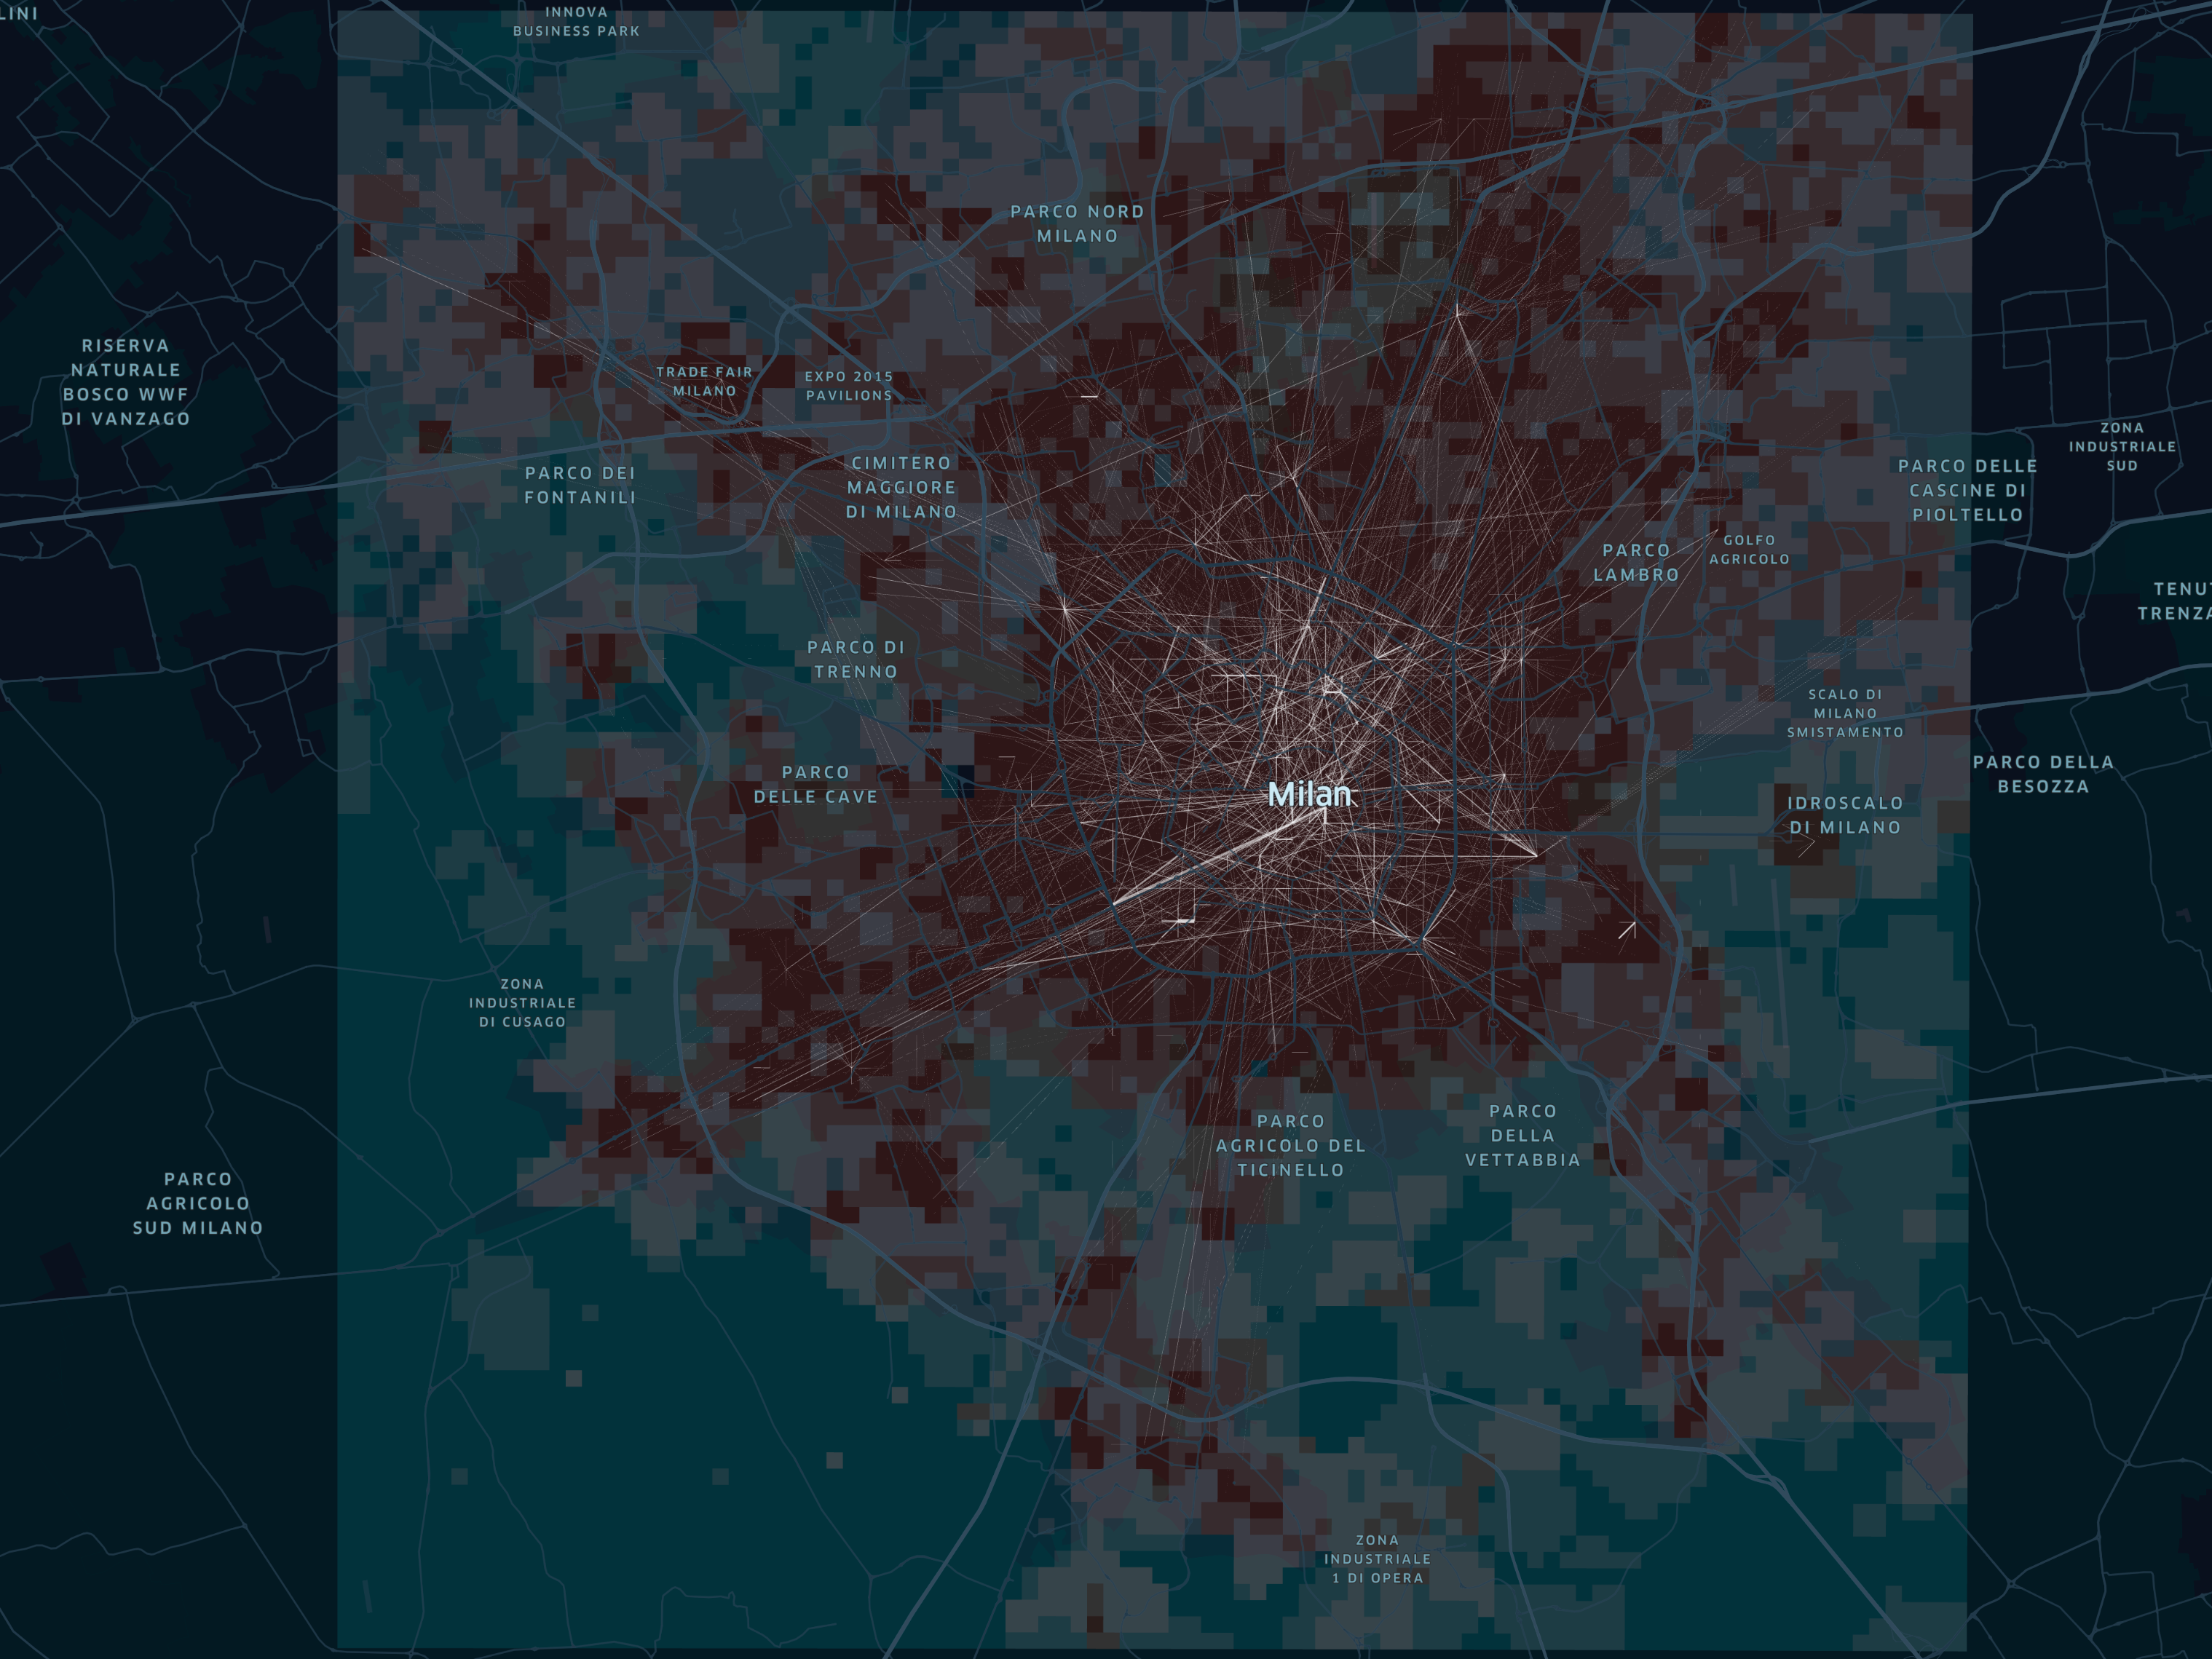 LINI
INNOVA
BUSINESS PARK
PARCO NORD
MILANO
RISERVA
NATURALE
BOSCO WWF
DI VANZAGO
TRADE FAIR
MILANO
EXPO 2015
PAVILIONS
ZONA
INDUSTRIALE
SUD
PARCO DEI
FONTANILI
CIMITERO
MAGGIORE
DI MILANO
PARCO DELLE
CASCINE DI
PIOLTELLO
PARCO
LAMBRO
GOLFO
AGRICOLO
TENU
TRENZA
PARCO DI
TRENNO
SCALO DI
MILANO
SMISTAMENTO
PARCO DELLA
BESOZZA
PARCO
DELLE CAVE
Milan
IDROSCALO
DI MILANO
ZONA
INDUSTRIALE
DI CUSAGO
PARCO
AGRICOLO DEL
TICINELLO
PARCO
DELLA
VETTABBIA
PARCO
AGRICOLO
SUD MILANO
ZONA
INDUSTRIALE
1 DI OPERA